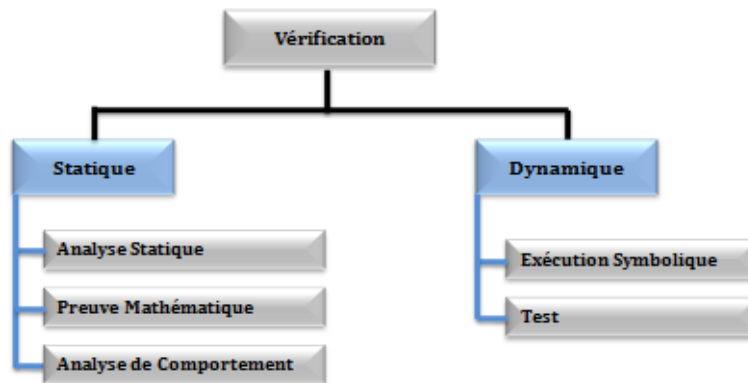 Vérification
Statique
Dynamique
Analyse Statique
Preuve Mathématique
Analyse de Comportement
Exécution Symbolique
Test